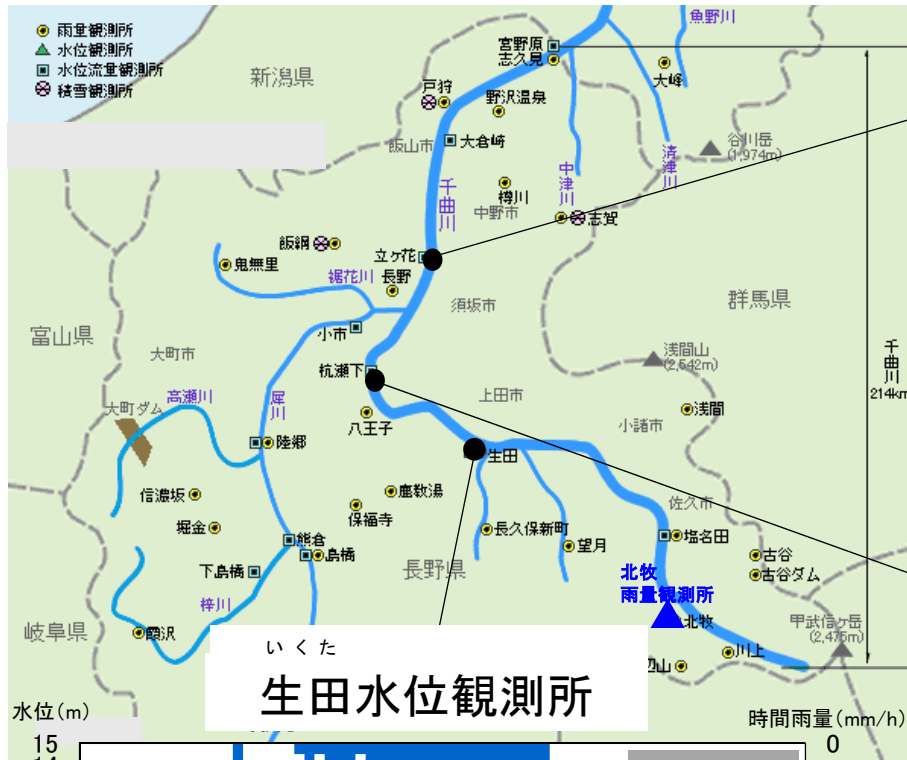 雨量観測所
水位観測所
水位流量観測所
積雪観測所
新潟県
魚野川
宮野原
志久見
大峰
戸狩
野沢温泉
飯山市
大倉崎
谷川岳
(1,974m)
清津川
中津川
千曲川
樽川
中野市
志賀
飯綱
鬼無里
立ヶ花
裾花川
長野
須坂市
群馬県
富山県
小市
大町市
杭瀬下
浅間山
(2,542m)
千曲川
214km
高瀬川
犀川
上田市
大町ダム
八王子
浅間
小諸市
陸郷
生田
信濃坂
鹿教湯
保福寺
佐久市
堀金
長久保新町
塩名田
熊倉
島橋
望月
古谷
古谷ダム
下島橋
長野県
北牧
雨量観測所
梓川
北牧
甲武信ヶ岳
(2,475m)
岐阜県
霞沢
川上
辺山
いくた
生田水位観測所
水位(m)
時間雨量(mm/h)
15
0
14